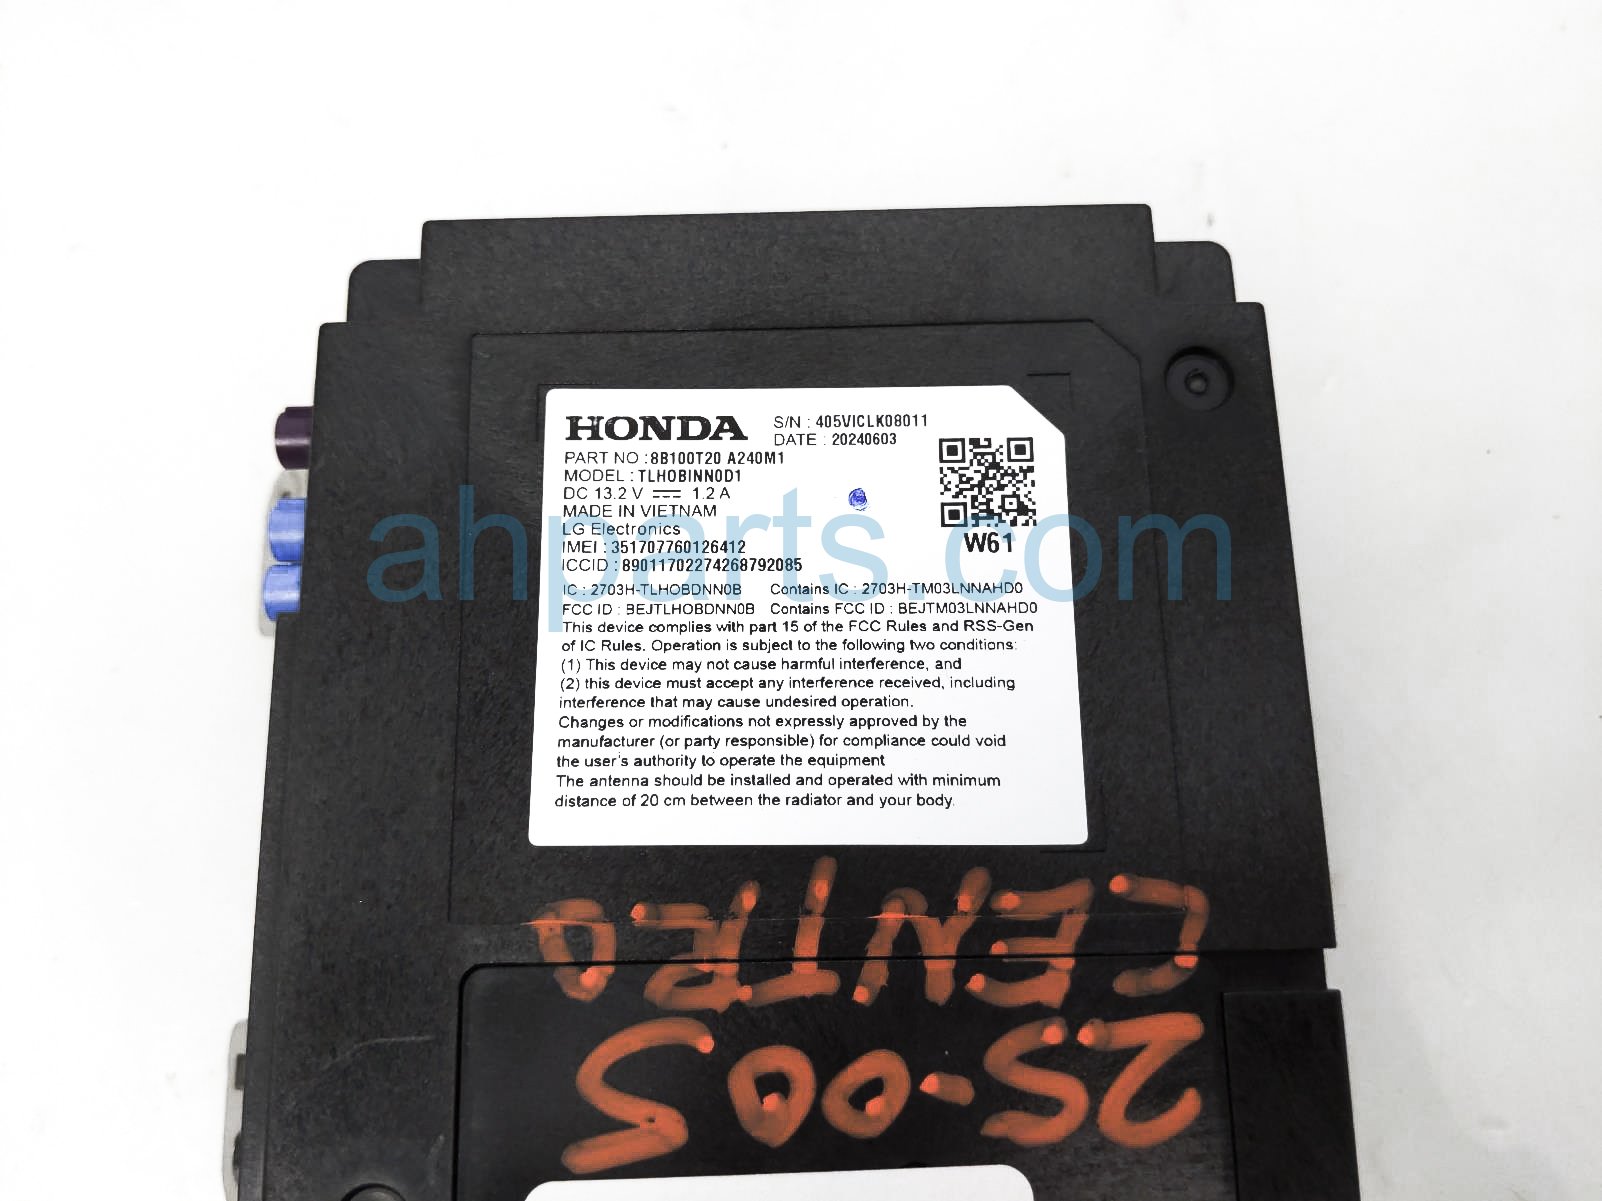 HONDA
S/N : 405VICLK08011
DATE : 20240603
PART NO :8B100T20 A240M1
MODEL : TLHOBINN0D1
DC 13.2 V ⎓ 1.2 A
MADE IN VIETNAM
LG Electronics
IMEI : 351707760126412
ICCID : 89011702274268792085
W61
IC : 2703H-TLHOBDNN0B Contains IC : 2703H-TM03LNNAHD0
FCC ID : BEJTLHOBDNN0B Contains FCC ID : BEJTM03LNNAHD0
This device complies with part 15 of the FCC Rules and RSS-Gen
of IC Rules. Operation is subject to the following two conditions:
(1) This device may not cause harmful interference, and
(2) this device must accept any interference received, including
interference that may cause undesired operation.
Changes or modifications not expressly approved by the
manufacturer (or party responsible) for compliance could void
the user's authority to operate the equipment
The antenna should be installed and operated with minimum
distance of 20 cm between the radiator and your body.
ahparts.com
25-005
CENTRO